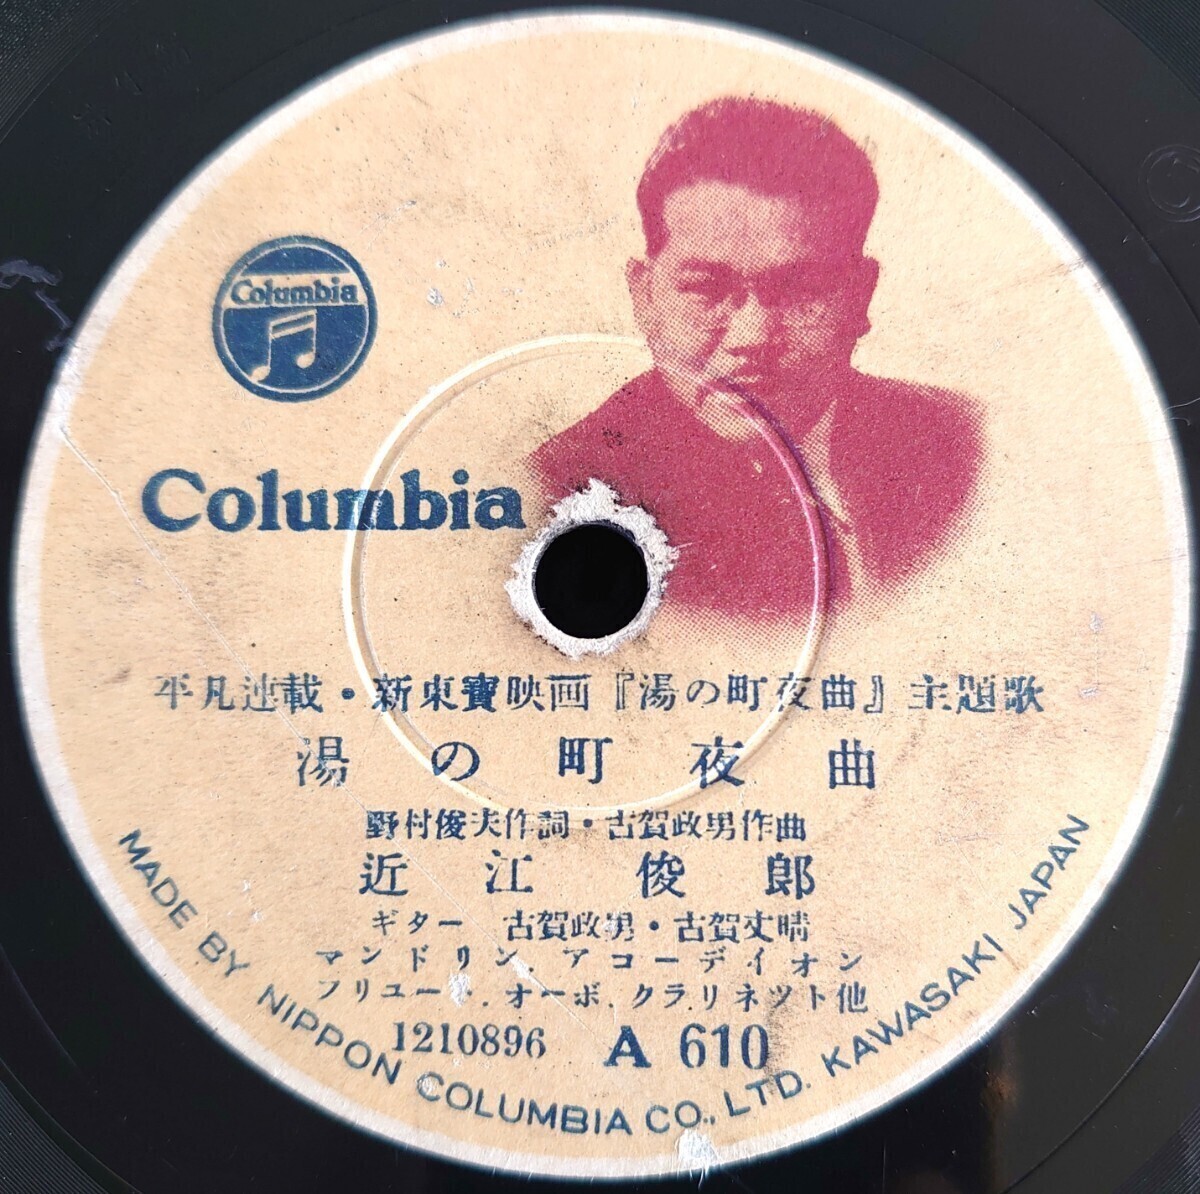 Columbia
Columbia
平凡連載・新東寶映画『湯の町夜曲』主題歌
湯の町夜曲
野村俊夫作詞・古賀政男作曲
近江俊郎
ギター 古賀政男・古賀丈晴
マンドリン.アコーデイオン
フリユート.オーボ.クラリネツト他
1210896 A 610
MADE BY NIPPON COLUMBIA CO., LTD. KAWASAKI JAPAN